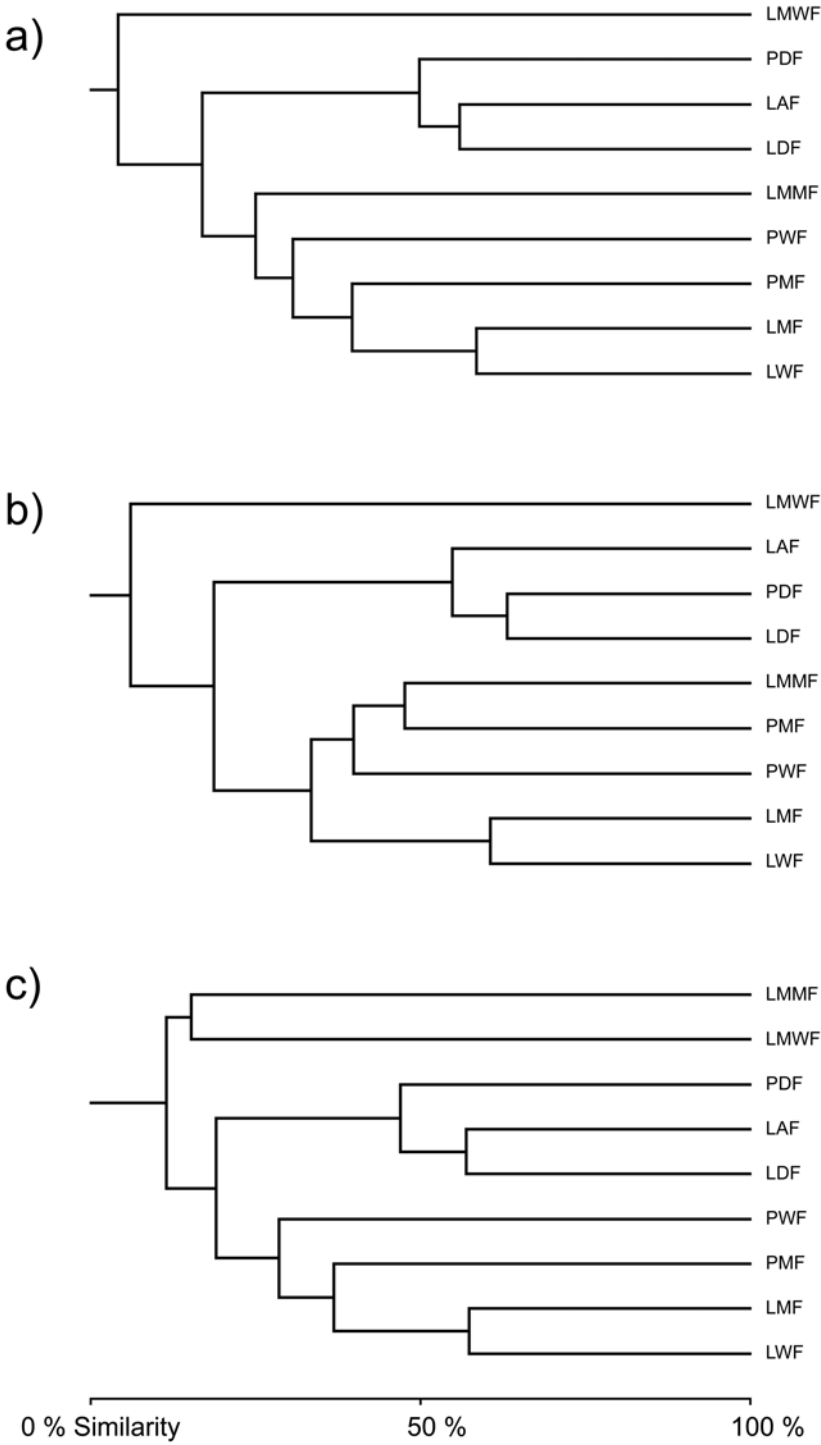 a)
LMWF
PDF
LAF
LDF
LMMF
PWF
PMF
LMF
LWF
b)
LMWF
LAF
PDF
LDF
LMMF
PMF
PWF
LMF
LWF
c)
LMMF
LMWF
PDF
LAF
LDF
PWF
PMF
LMF
LWF
0 % Similarity 50 % 100 %